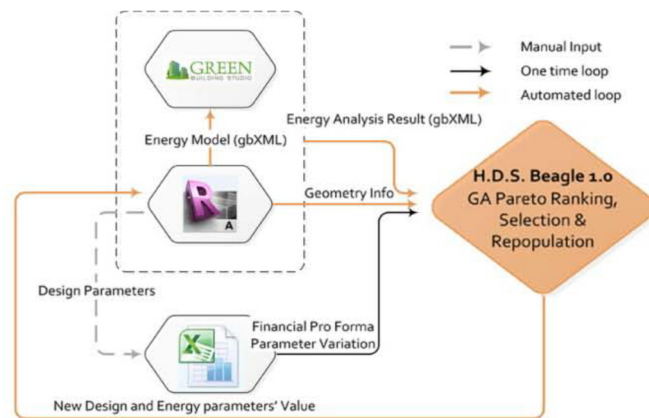 GREEN
BUILDING STUDIO
Manual Input
One time loop
Automated loop
Energy Analysis Result (gbXML)
Energy Model (gbXML)
R
A
Geometry Info
H.D.S. Beagle 1.0
GA Pareto Ranking,
Selection &
Repopulation
Design Parameters
X
Financial Pro Forma
Parameter Variation
New Design and Energy parameters' Value